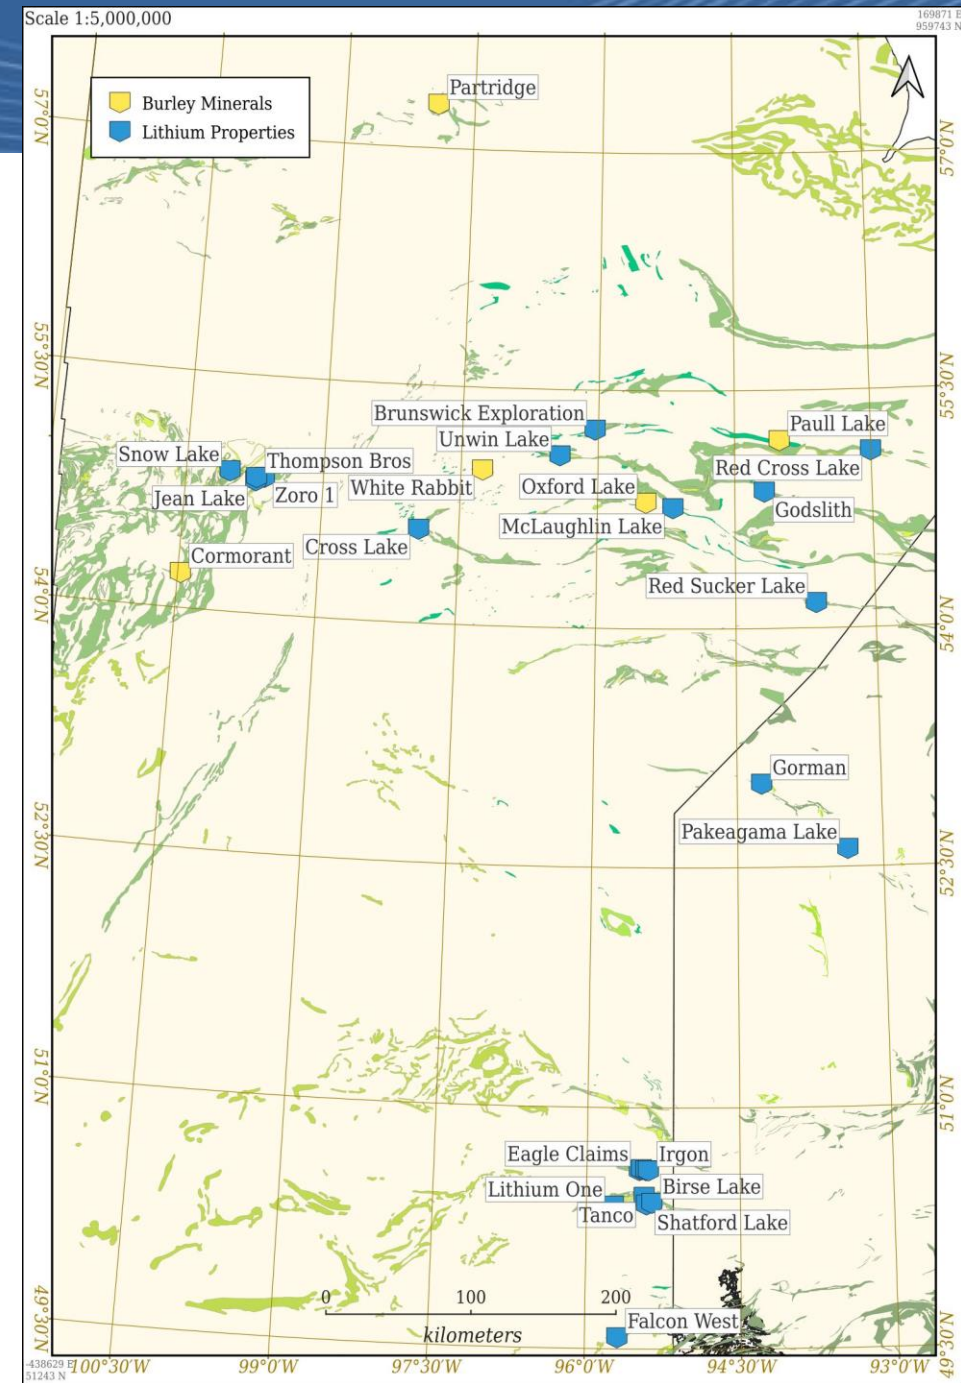 Scale 1:5,000,000
169871 E
959743 N
Burley Minerals
Lithium Properties
Partridge
57°0′N
57°0′N
55°30′N
55°30′N
Brunswick Exploration
Paull Lake
Unwin Lake
Snow Lake
Thompson Bros
Red Cross Lake
White Rabbit
Oxford Lake
Jean Lake
Zoro 1
Godslith
McLaughlin Lake
Cross Lake
Cormorant
Red Sucker Lake
54°0′N
54°0′N
Gorman
Pakeagama Lake
52°30′N
52°30′N
51°0′N
51°0′N
Eagle Claims
Irgon
Lithium One
Birse Lake
Tanco
Shatford Lake
0 100 200
kilometers
Falcon West
49°30′N
49°30′N
-438629 E
51243 N
100°30′W 99°0′W 97°30′W 96°0′W 94°30′W 93°0′W